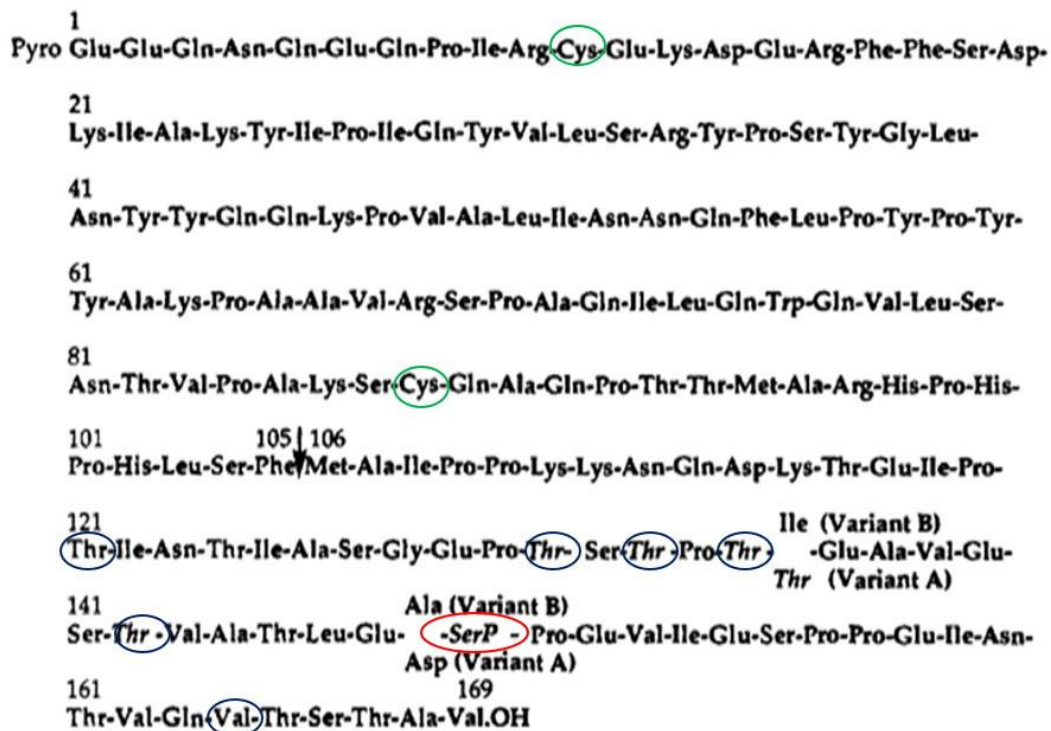 1
Pyro Glu-Glu-Gln-Asn-Gln-Glu-Gln-Pro-Ile-Arg-Cys-Glu-Lys-Asp-Glu-Arg-Phe-Phe-Ser-Asp-
21
Lys-Ile-Ala-Lys-Tyr-Ile-Pro-Ile-Gln-Tyr-Val-Leu-Ser-Arg-Tyr-Pro-Ser-Tyr-Gly-Leu-
41
Asn-Tyr-Tyr-Gln-Gln-Lys-Pro-Val-Ala-Leu-Ile-Asn-Asn-Gln-Phe-Leu-Pro-Tyr-Pro-Tyr-
61
Tyr-Ala-Lys-Pro-Ala-Ala-Val-Arg-Ser-Pro-Ala-Gln-Ile-Leu-Gln-Trp-Gln-Val-Leu-Ser-
81
Asn-Thr-Val-Pro-Ala-Lys-Ser-Cys-Gln-Ala-Gln-Pro-Thr-Thr-Met-Ala-Arg-His-Pro-His-
101 105 106
Pro-His-Leu-Ser-Phe Met-Ala-Ile-Pro-Pro-Lys-Lys-Asn-Gln-Asp-Lys-Thr-Glu-Ile-Pro-
121 Ile (Variant B)
Thr-Ile-Asn-Thr-Ile-Ala-Ser-Gly-Glu-Pro-Thr- Ser-Thr -Pro-Thr - -Glu-Ala-Val-Glu-
Thr (Variant A)
141 Ala (Variant B)
Ser-Thr -Val-Ala-Thr-Leu-Glu- -SerP - Pro-Glu-Val-Ile-Glu-Ser-Pro-Pro-Glu-Ile-Asn-
Asp (Variant A)
161 169
Thr-Val-Gln-Val-Thr-Ser-Thr-Ala-Val.OH